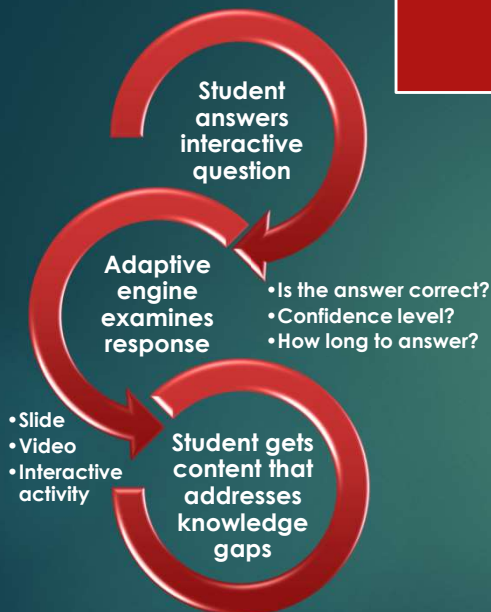 Student
answers
interactive
question
Adaptive
engine
examines
response
•Is the answer correct?
•Confidence level?
•How long to answer?
•Slide
•Video
•Interactive
activity
Student gets
content that
addresses
knowledge
gaps